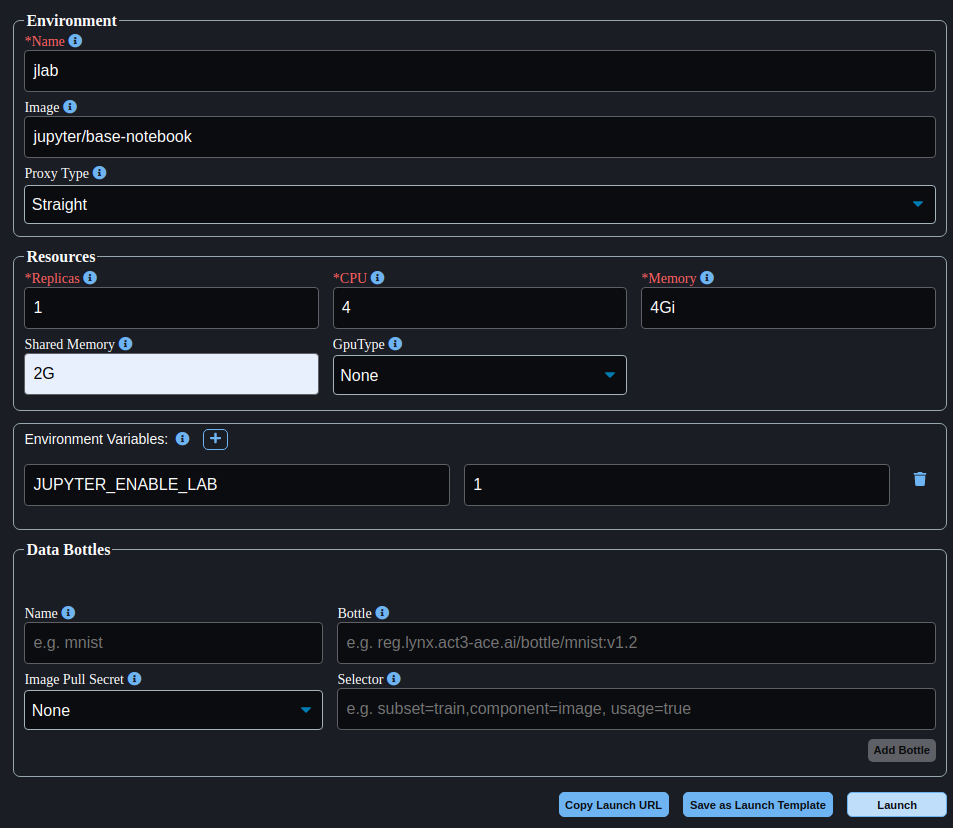 Environment
*Name
jlab
Image
jupyter/base-notebook
Proxy Type
Straight
Resources
*Replicas *CPU *Memory
1 4 4Gi
Shared Memory GpuType
2G None
Environment Variables:
JUPYTER_ENABLE_LAB 1
Data Bottles
Name Bottle
e.g. mnist e.g. reg.lynx.act3-ace.ai/bottle/mnist:v1.2
Image Pull Secret Selector
None e.g. subset=train,component=image, usage=true
Add Bottle
Copy Launch URL Save as Launch Template Launch